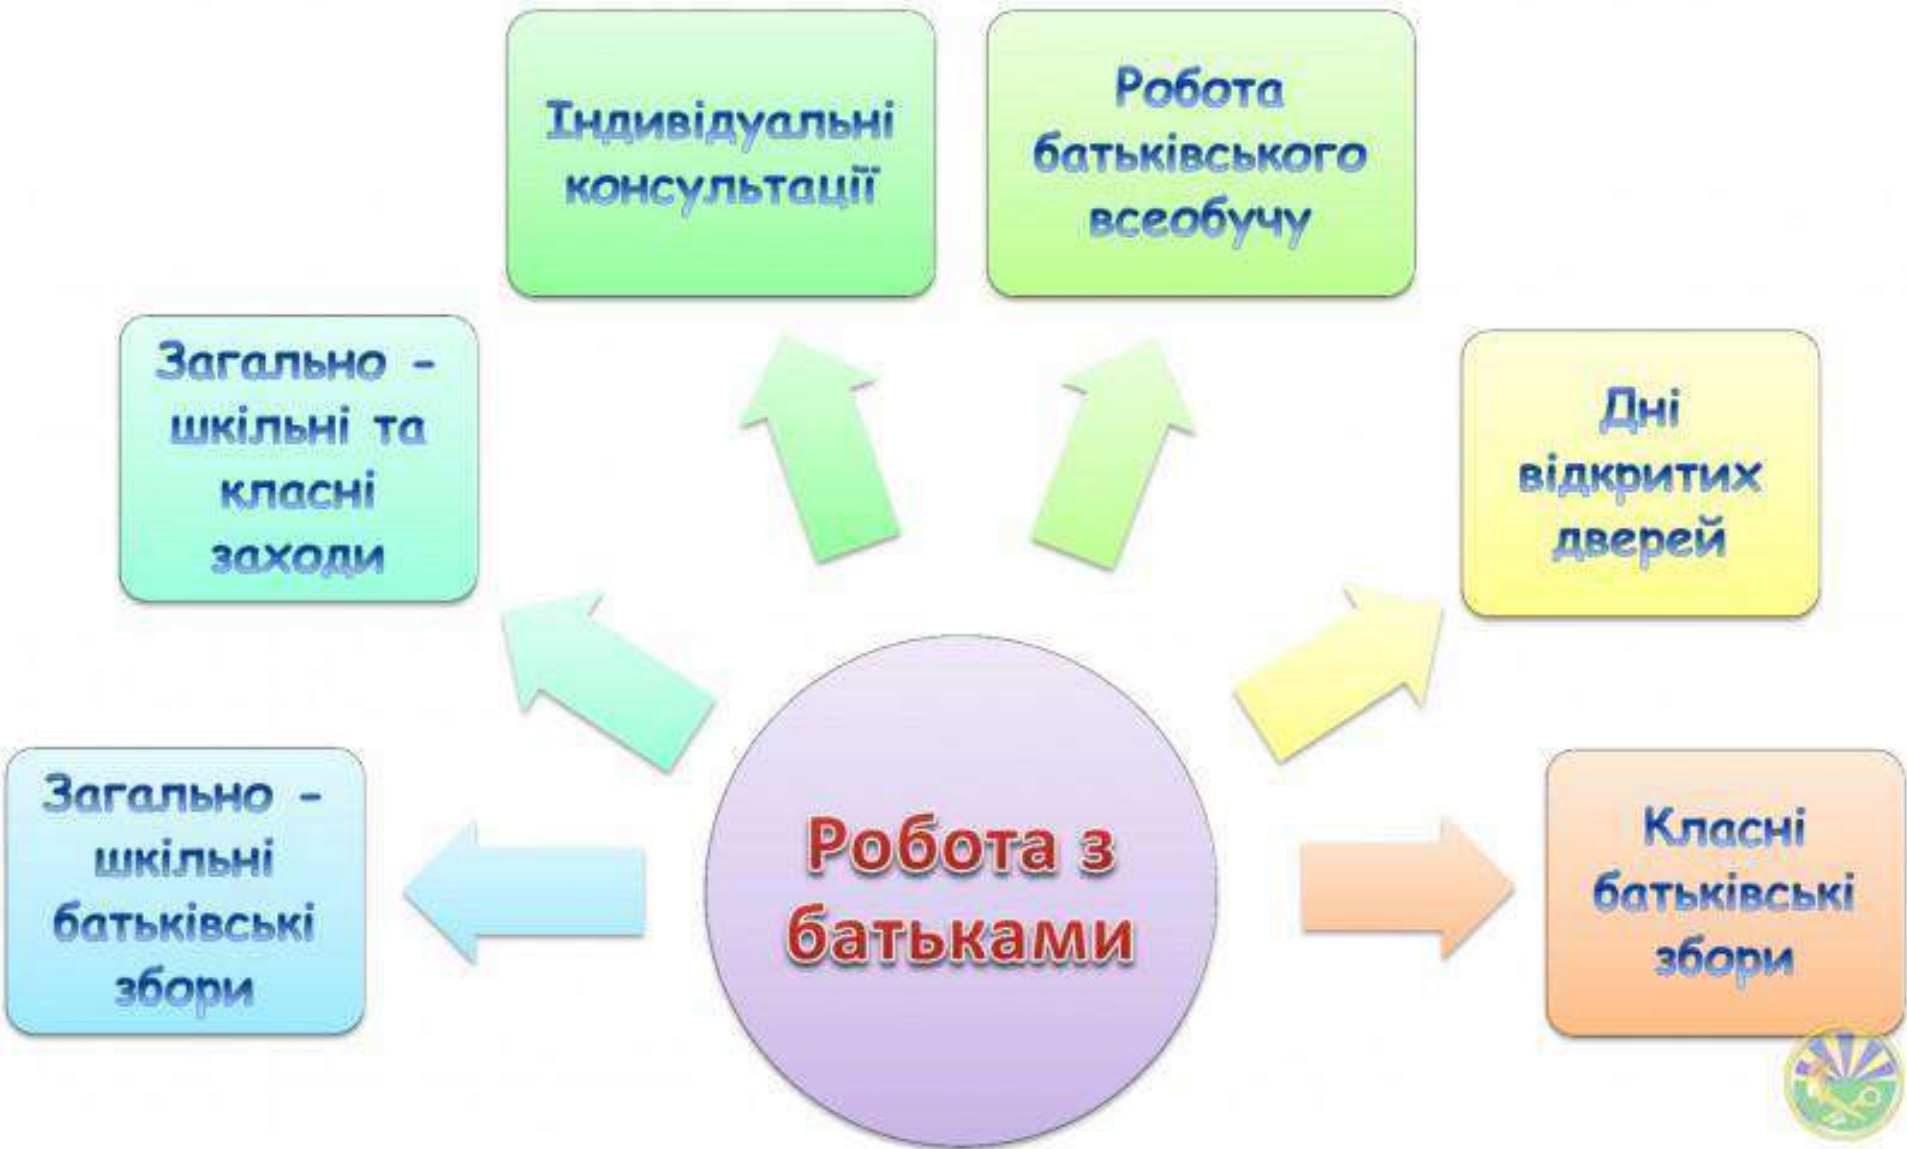 Індивідуальні
консультації
Робота
батьківського
всеобучу
Загально -
шкільні та
класні
заходи
Дні
відкритих
дверей
Загально -
шкільні
батьківські
збори
Робота з
батьками
Класні
батьківські
збори